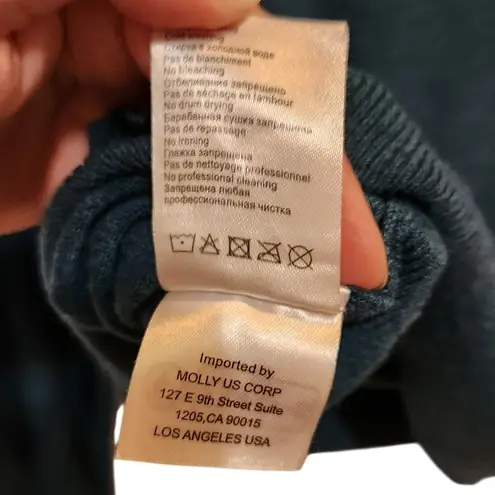 Cold washing
Стирка в холодной воде
Pas de blanchiment
No bleaching
Отбеливание запрещено
Pas de séchage en tambour
No drum drying
Барабанная сушка запрещена
Pas de repassage
No ironing
Глажка запрещена
Pas de nettoyage professionnel
No professional cleaning
Запрещена любая
профессиональная чистка
Imported by
MOLLY US CORP
127 E 9th Street Suite
1205,CA 90015
LOS ANGELES USA